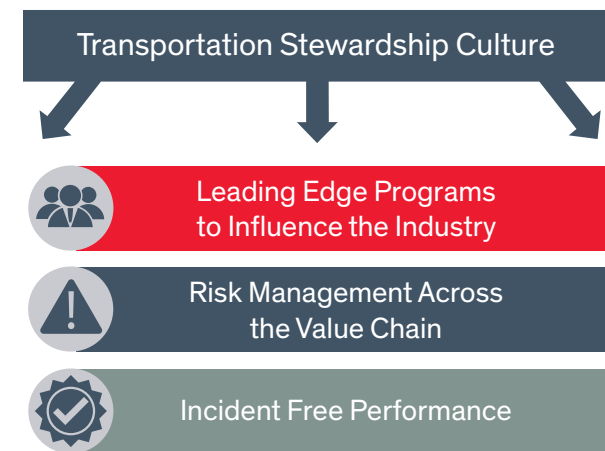 Transportation Stewardship Culture
Leading Edge Programs
to Influence the Industry
Risk Management Across
the Value Chain
Incident Free Performance